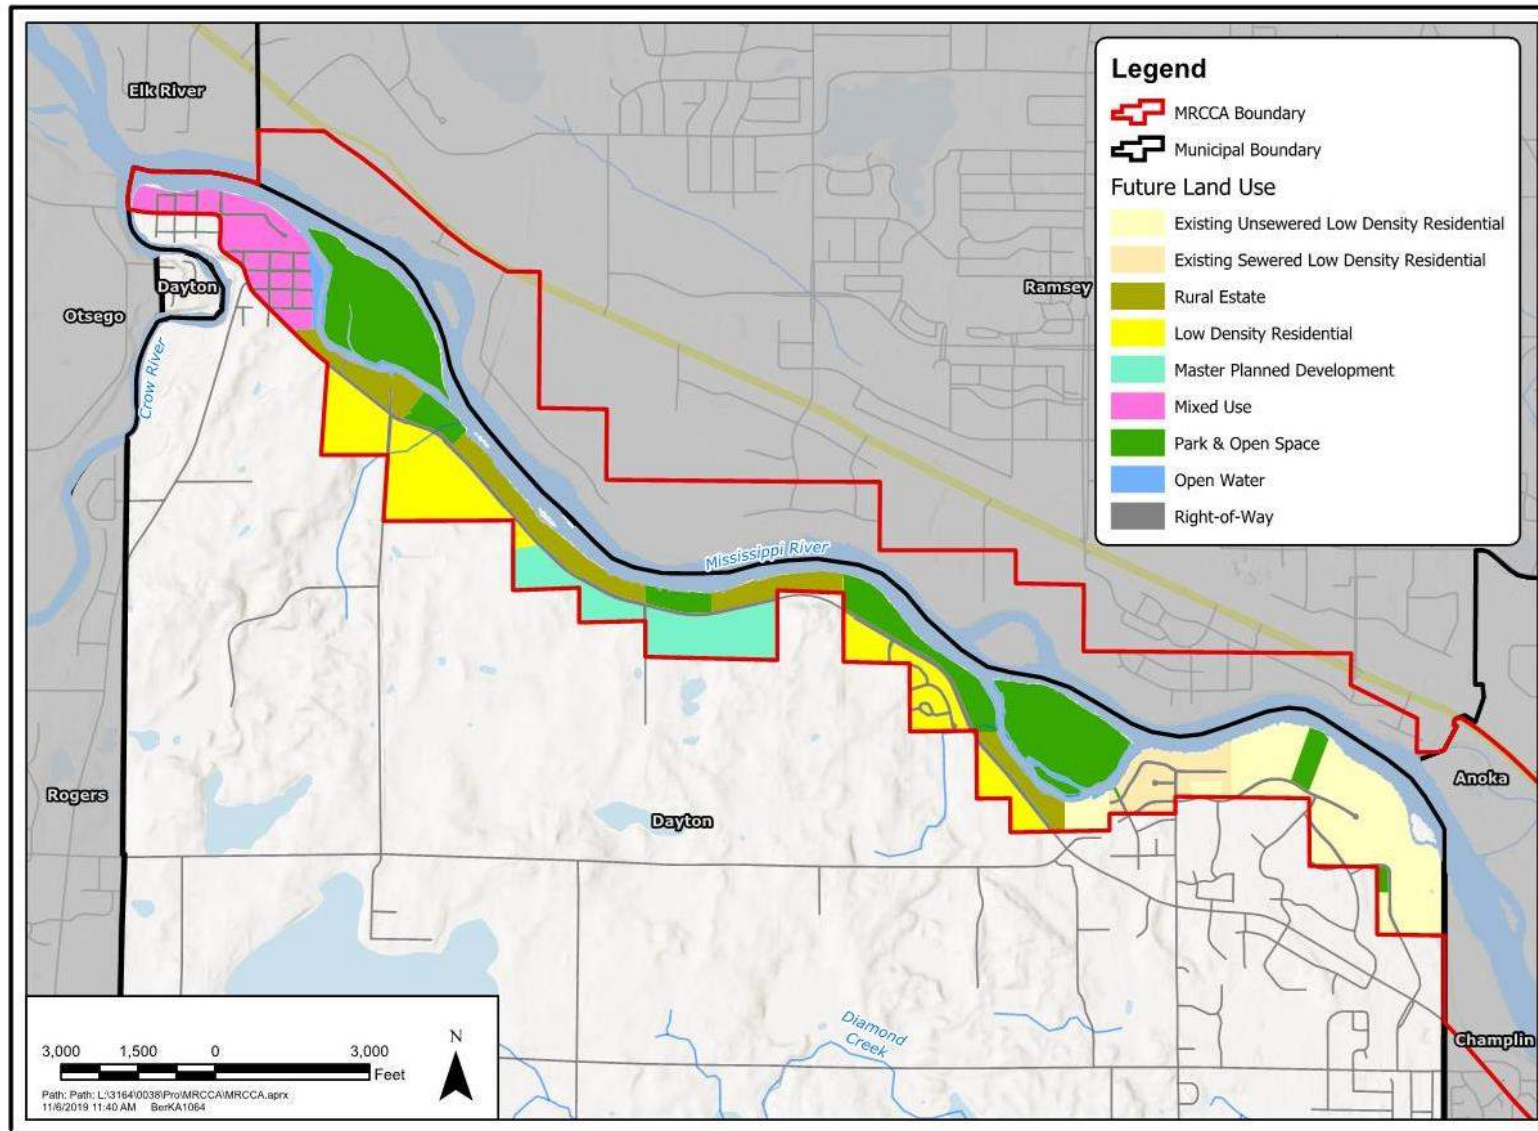 Legend
MRCCA Boundary
Municipal Boundary
Future Land Use
Existing Unsewered Low Density Residential
Existing Sewered Low Density Residential
Rural Estate
Low Density Residential
Master Planned Development
Mixed Use
Park & Open Space
Open Water
Right-of-Way
Elk River
Ramsey
Dayton
Otsego
Crow River
Mississippi River
Rogers
Dayton
Anoka
Diamond
Creek
Champlin
N
3,000 1,500 0 3,000
Feet
Path: Path: L:\3164\0038\Pro\MRCCA\MRCCA.aprx
11/6/2019 11:40 AM BerKA1064